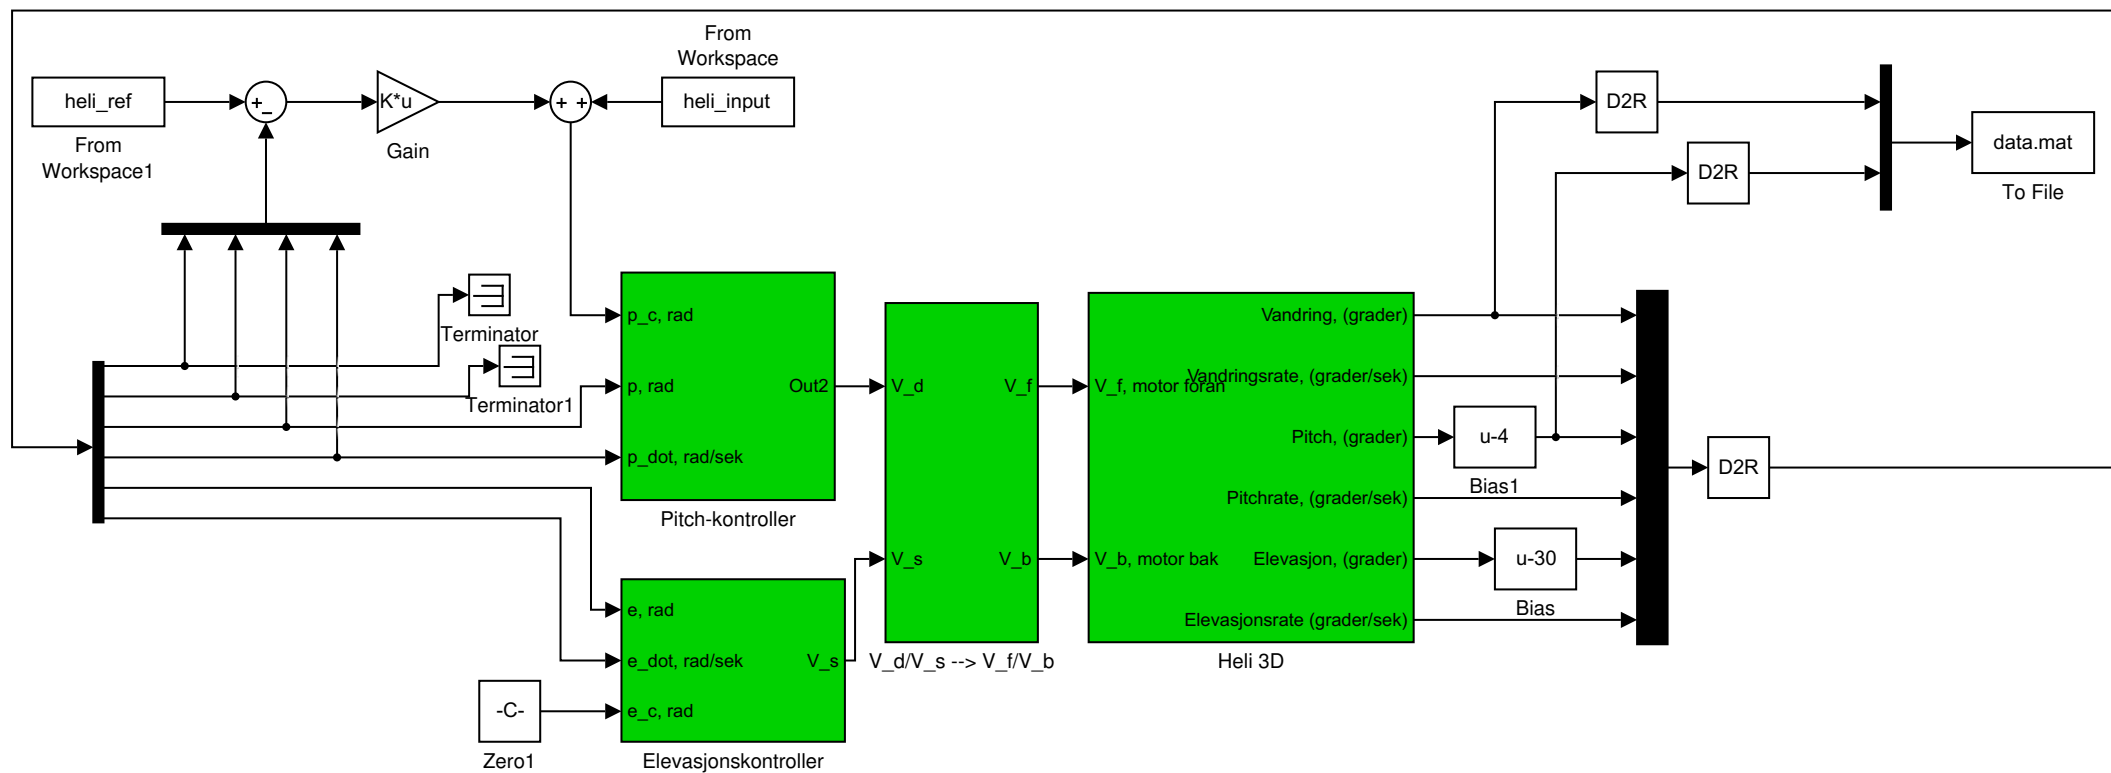 From
Workspace
heli_ref
+
−
K*u
+ +
heli_input
D2R
From
Workspace1
Gain
data.mat
D2R
To File
Terminator
Terminator1
p_c, rad
p, rad
Out2
p_dot, rad/sek
Pitch-kontroller
V_d
V_f
V_s
V_b
V_d/V_s --> V_f/V_b
V_f, motor foran
V_b, motor bak
Vandring, (grader)
Vandringsrate, (grader/sek)
Pitch, (grader)
Pitchrate, (grader/sek)
Elevasjon, (grader)
Elevasjonsrate (grader/sek)
Heli 3D
u-4
Bias1
u-30
Bias
D2R
e, rad
e_dot, rad/sek
V_s
e_c, rad
Elevasjonskontroller
-C-
Zero1